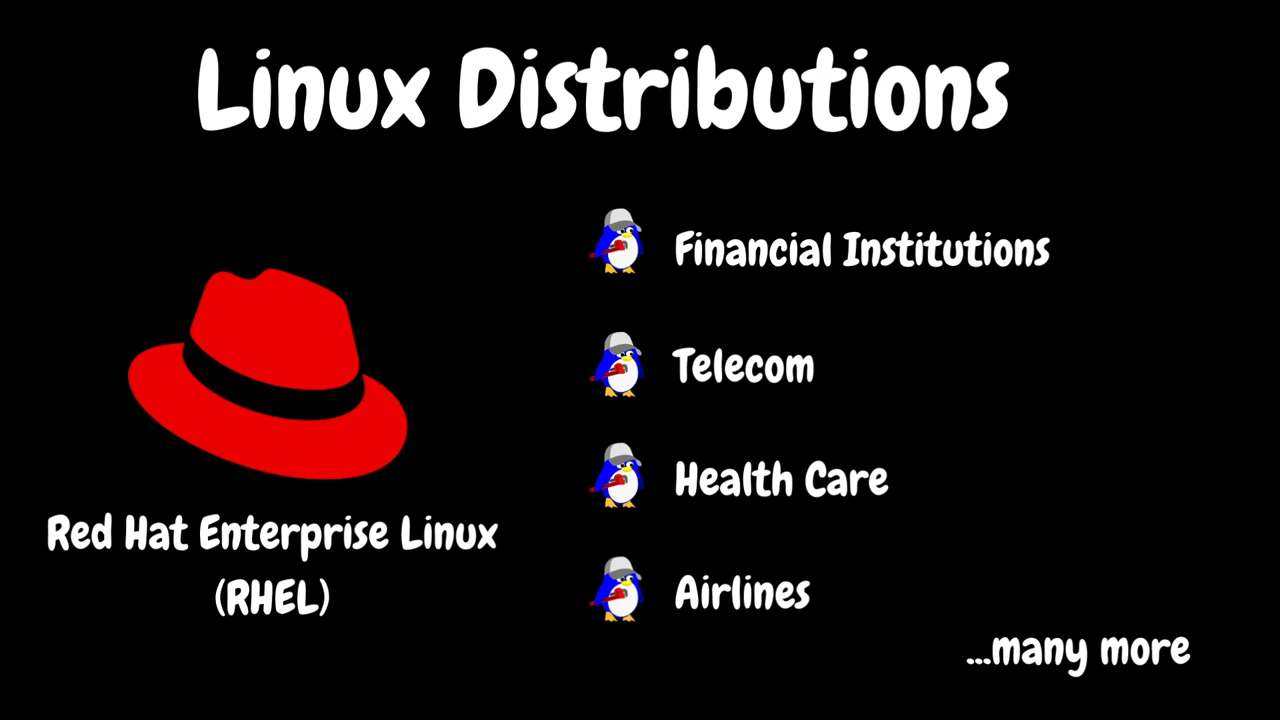 Linux Distributions
Financial Institutions
Telecom
Health Care
Airlines
...many more
Red Hat Enterprise Linux
(RHEL)